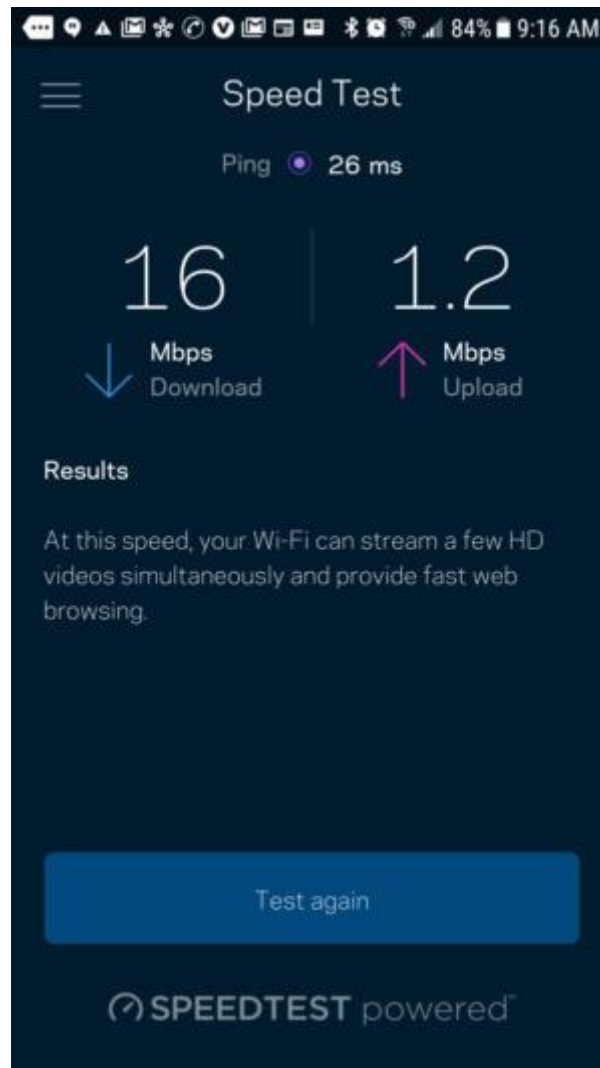 84% 9:16 AM
Speed Test
Ping 26 ms
16 1.2
Mbps Mbps
Download Upload
Results
At this speed, your Wi-Fi can stream a few HD
videos simultaneously and provide fast web
browsing.
Test again
SPEEDTEST powered™